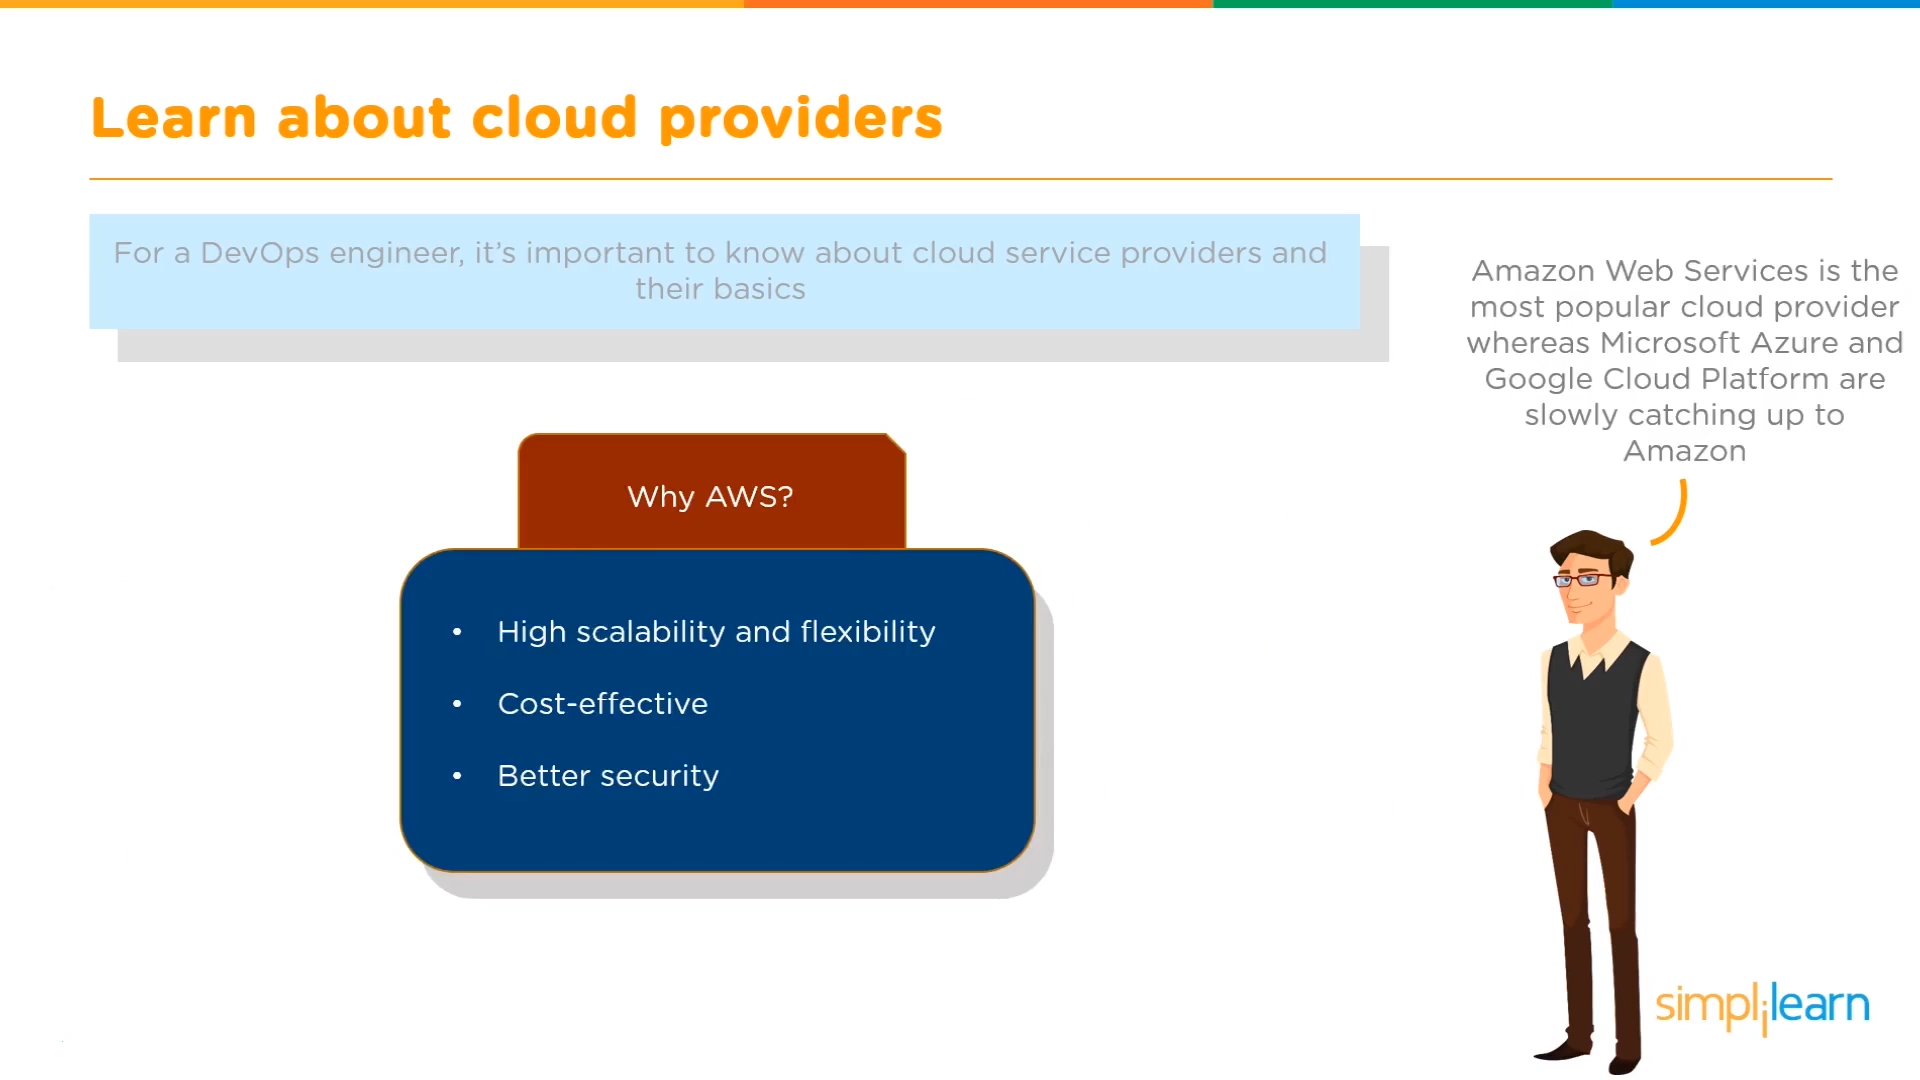 Learn about cloud providers
For a DevOps engineer, it’s important to know about cloud service providers and
their basics
Amazon Web Services is the
most popular cloud provider
whereas Microsoft Azure and
Google Cloud Platform are
slowly catching up to
Amazon
Why AWS?
• High scalability and flexibility
• Cost-effective
• Better security
simplilearn